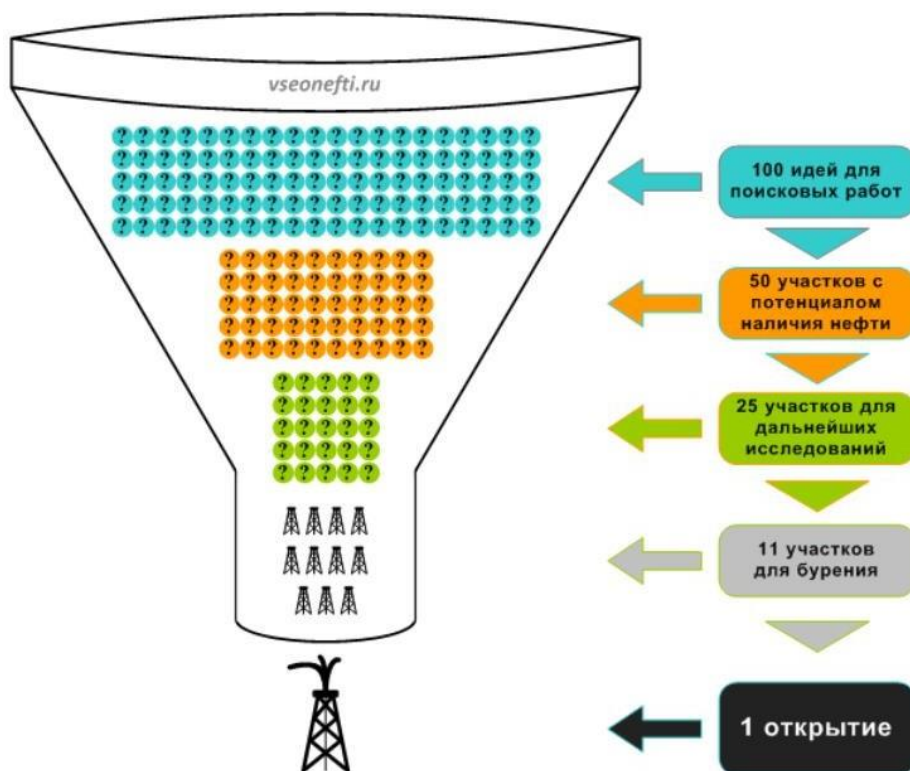 vseonefti.ru
100 идей для
поисковых работ
50 участков с
потенциалом
наличия нефти
25 участков для
дальнейших
исследований
11 участков
для бурения
1 открытие